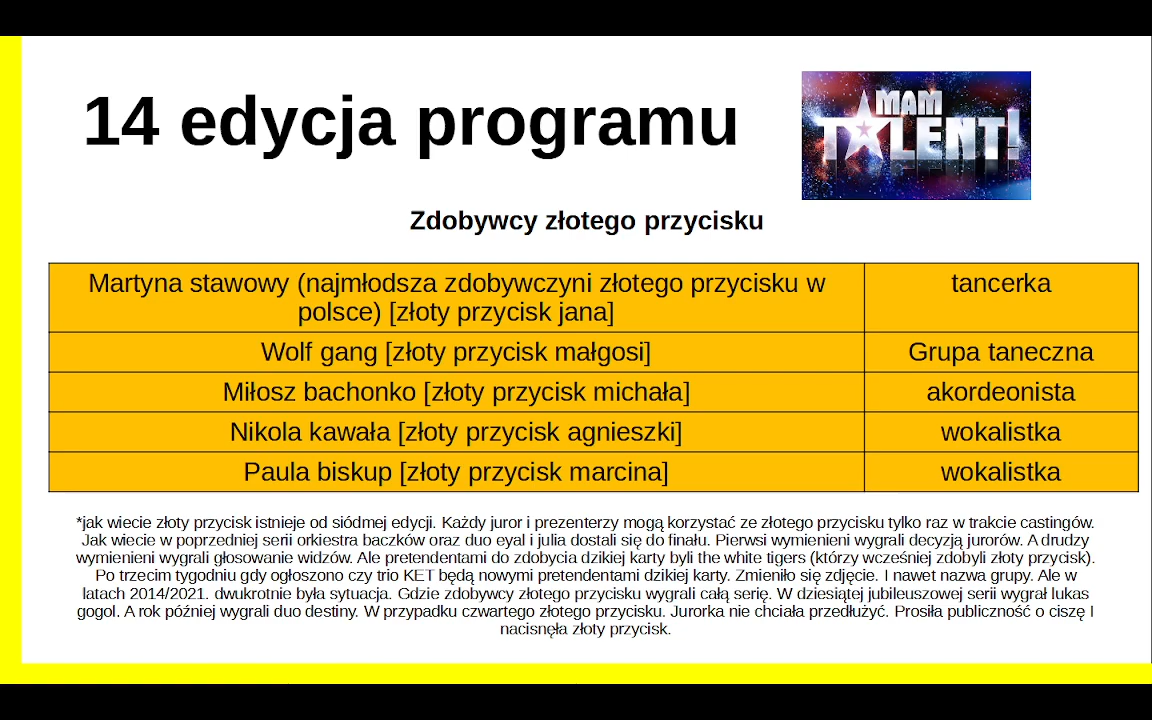 14 edycja programu
MAM
TALENT!
Zdobywcy złotego przycisku
Martyna stawowy (najmłodsza zdobywczyni złotego przycisku w
polsce) [złoty przycisk jana]
tancerka
Wolf gang [złoty przycisk małgosi]
Grupa taneczna
Miłosz bachonko [złoty przycisk michała]
akordeonista
Nikola kawała [złoty przycisk agnieszki]
wokalistka
Paula biskup [złoty przycisk marcina]
wokalistka
*jak wiecie złoty przycisk istnieje od siódmej edycji. Każdy juror i prezenterzy mogą korzystać ze złotego przycisku tylko raz w trakcie castingów.
Jak wiecie w poprzedniej serii orkiestra baczków oraz duo eyal i julia dostali się do finału. Pierwsi wymienieni wygrali decyzją jurorów. A drudzy
wymienieni wygrali głosowanie widzów. Ale pretendentami do zdobycia dzikiej karty byli the white tigers (którzy wcześniej zdobyli złoty przycisk).
Po trzecim tygodniu gdy ogłoszono czy trio KET będą nowymi pretendentami dzikiej karty. Zmieniło się zdjęcie. I nawet nazwa grupy. Ale w
latach 2014/2021. dwukrotnie była sytuacja. Gdzie zdobywcy złotego przycisku wygrali całą serię. W dziesiątej jubileuszowej serii wygrał lukas
gogol. A rok później wygrali duo destiny. W przypadku czwartego złotego przycisku. Jurorka nie chciała przedłużyć. Prosiła publiczność o ciszę I
nacisnęła złoty przycisk.